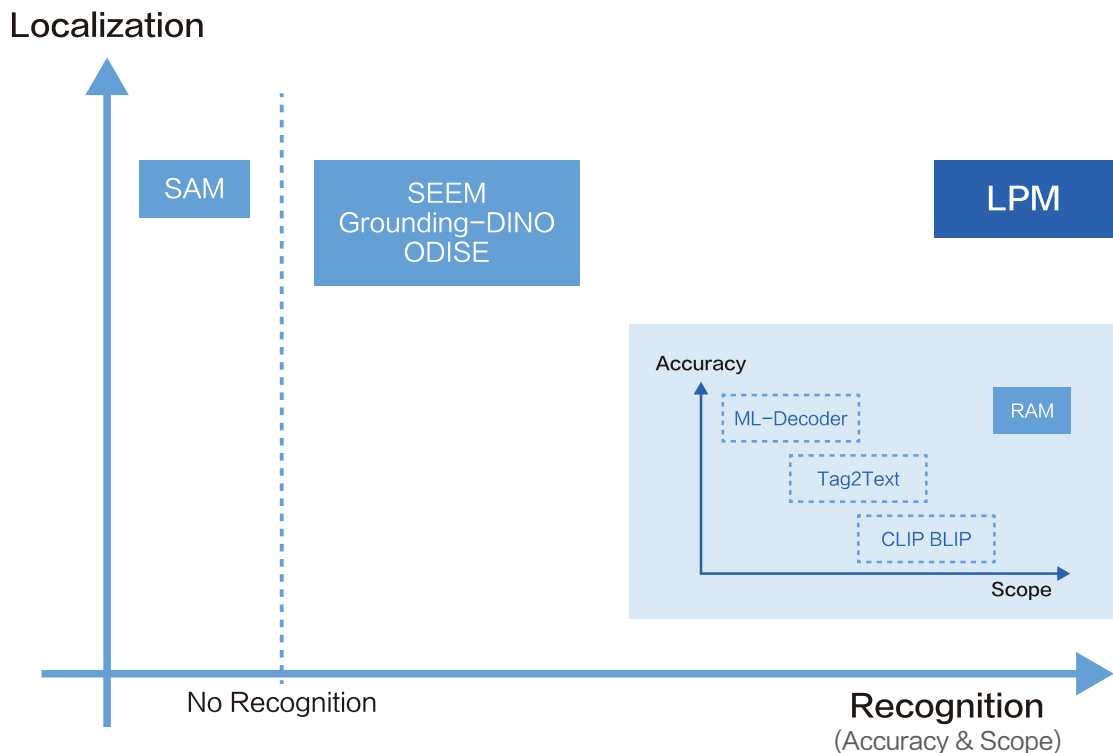 Localization
SAM
SEEM
Grounding-DINO
ODISE
LPM
Accuracy
ML-Decoder
RAM
Tag2Text
CLIP BLIP
Scope
No Recognition
Recognition
(Accuracy & Scope)